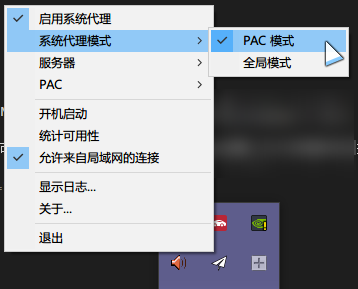 启用系统代理
系统代理模式
服务器
PAC
开机启动
统计可用性
允许来自局域网的连接
显示日志...
关于...
退出
PAC 模式
全局模式